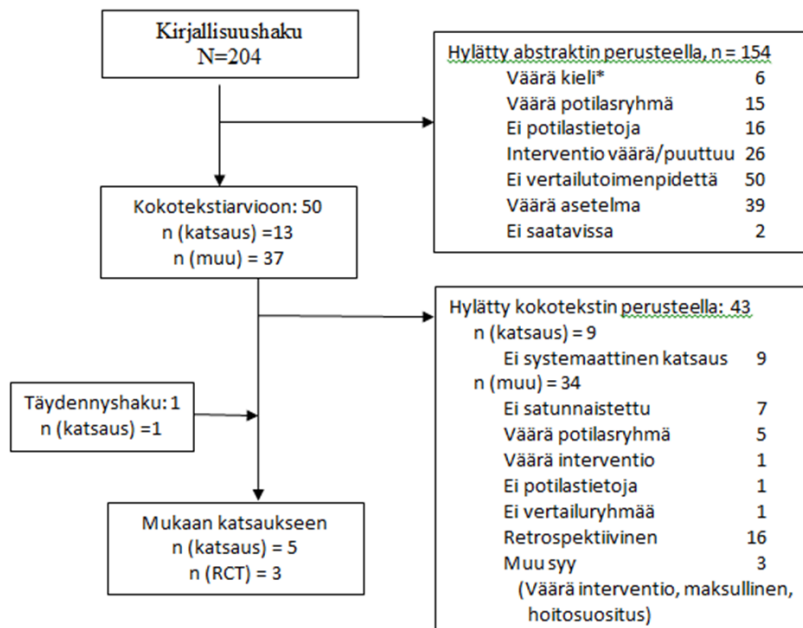 Kirjallisuushaku
N=204
Hylätty abstraktin perusteella, n = 154
Väärä kieli* 6
Väärä potilasryhmä 15
Ei potilastietoja 16
Interventio väärä/puuttuu 26
Ei vertailutoimenpidettä 50
Väärä asetelma 39
Ei saatavissa 2
Kokotekstiarvioon: 50
n (katsaus) =13
n (muu) = 37
Hylätty kokotekstin perusteella: 43
n (katsaus) = 9
Ei systemaattinen katsaus 9
n (muu) = 34
Ei satunnaistettu 7
Väärä potilasryhmä 5
Väärä interventio 1
Ei potilastietoja 1
Ei vertailuryhmää 1
Retrospektiivinen 16
Muu syy 3
(Väärä interventio, maksullinen,
hoitosuositus)
Täydennyshaku: 1
n (katsaus) =1
Mukaan katsaukseen
n (katsaus) = 5
n (RCT) = 3